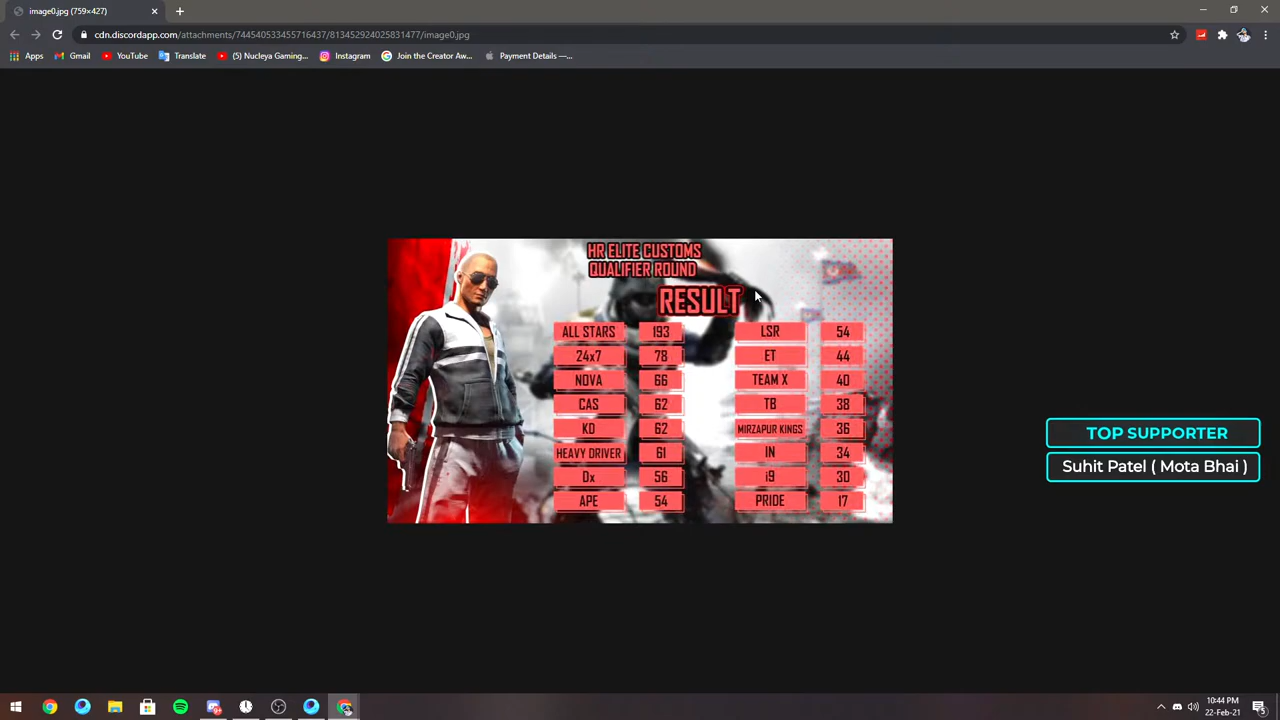 image0.jpg (759×427)
cdn.discordapp.com/attachments/744540533455716437/813452924025831477/image0.jpg
Apps Gmail YouTube Translate (5) Nucleya Gaming... Instagram Join the Creator Aw... Payment Details —...
HR ELITE CUSTOMS
QUALIFIER ROUND
RESULT
ALL STARS 193 LSR 54
24x7 78 ET 44
NOVA 66 TEAM X 40
CAS 62 TB 38
KD 62 MIRZAPUR KINGS 36
HEAVY DRIVER 61 IN 34
Dx 56 i9 30
APE 54 PRIDE 17
TOP SUPPORTER
Suhit Patel ( Mota Bhai )
10:44 PM
22-Feb-21